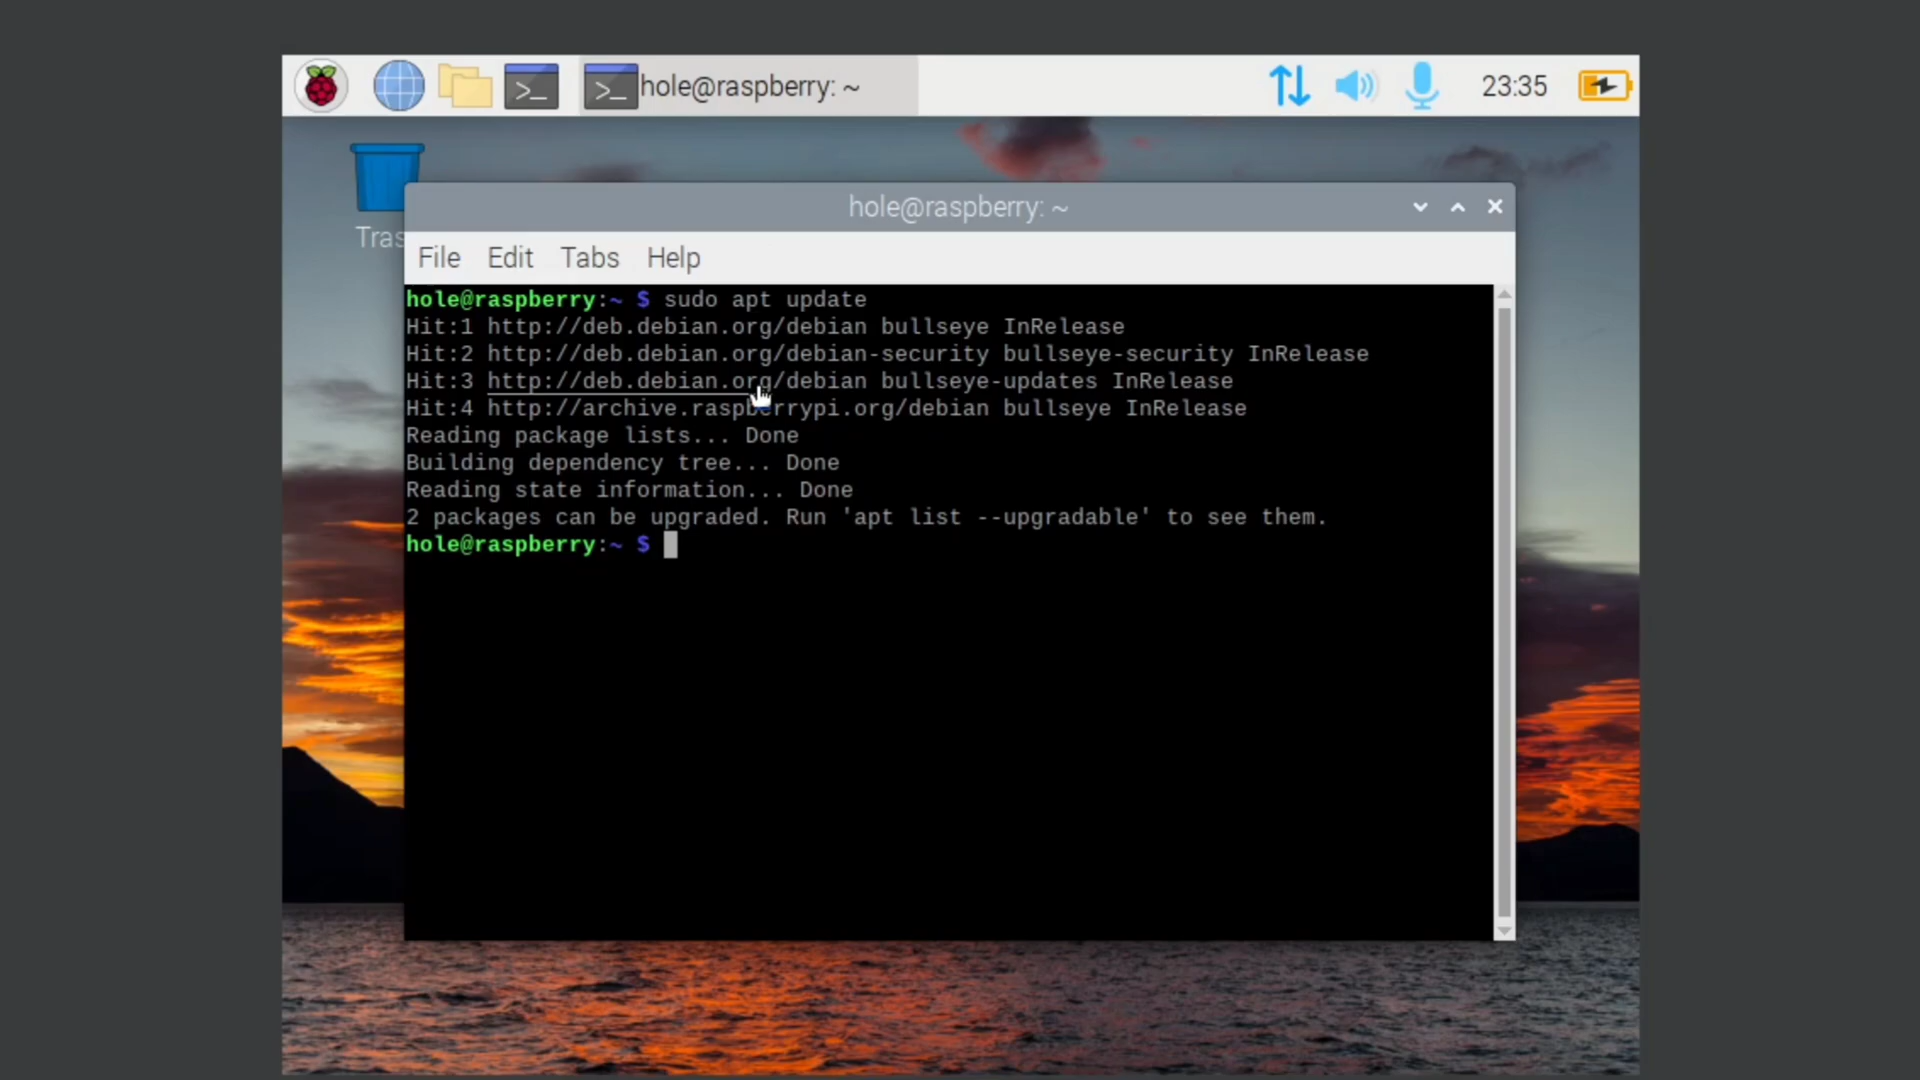 hole@raspberry: ~
23:35
Tras
hole@raspberry: ~
File Edit Tabs Help
hole@raspberry:~ $ sudo apt update
Hit:1 http://deb.debian.org/debian bullseye InRelease
Hit:2 http://deb.debian.org/debian-security bullseye-security InRelease
Hit:3 http://deb.debian.org/debian bullseye-updates InRelease
Hit:4 http://archive.raspberrypi.org/debian bullseye InRelease
Reading package lists... Done
Building dependency tree... Done
Reading state information... Done
2 packages can be upgraded. Run 'apt list --upgradable' to see them.
hole@raspberry:~ $